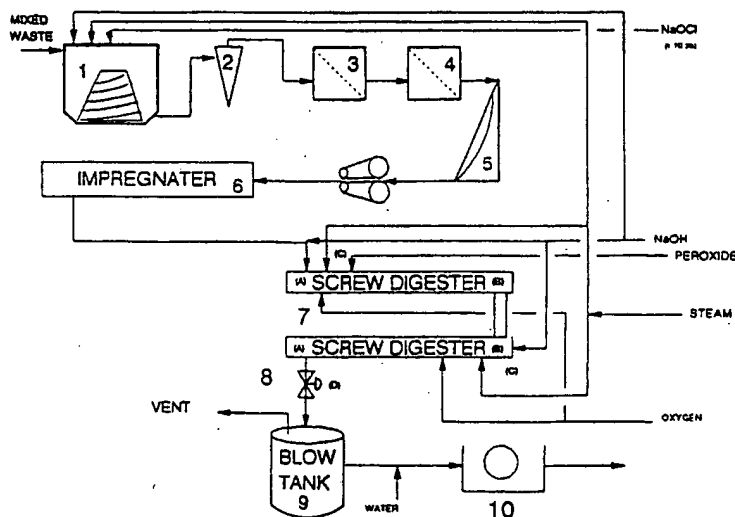 MIXED
WASTE
NaOCl
1
2
3
4
5
IMPREGNATER 6
NaOH
(C)
PEROXIDE
(A) SCREW DIGESTER (B)
7
STEAM
(A) SCREW DIGESTER (B)
(C)
8
(D)
VENT
OXYGEN
BLOW
TANK
9
WATER
10